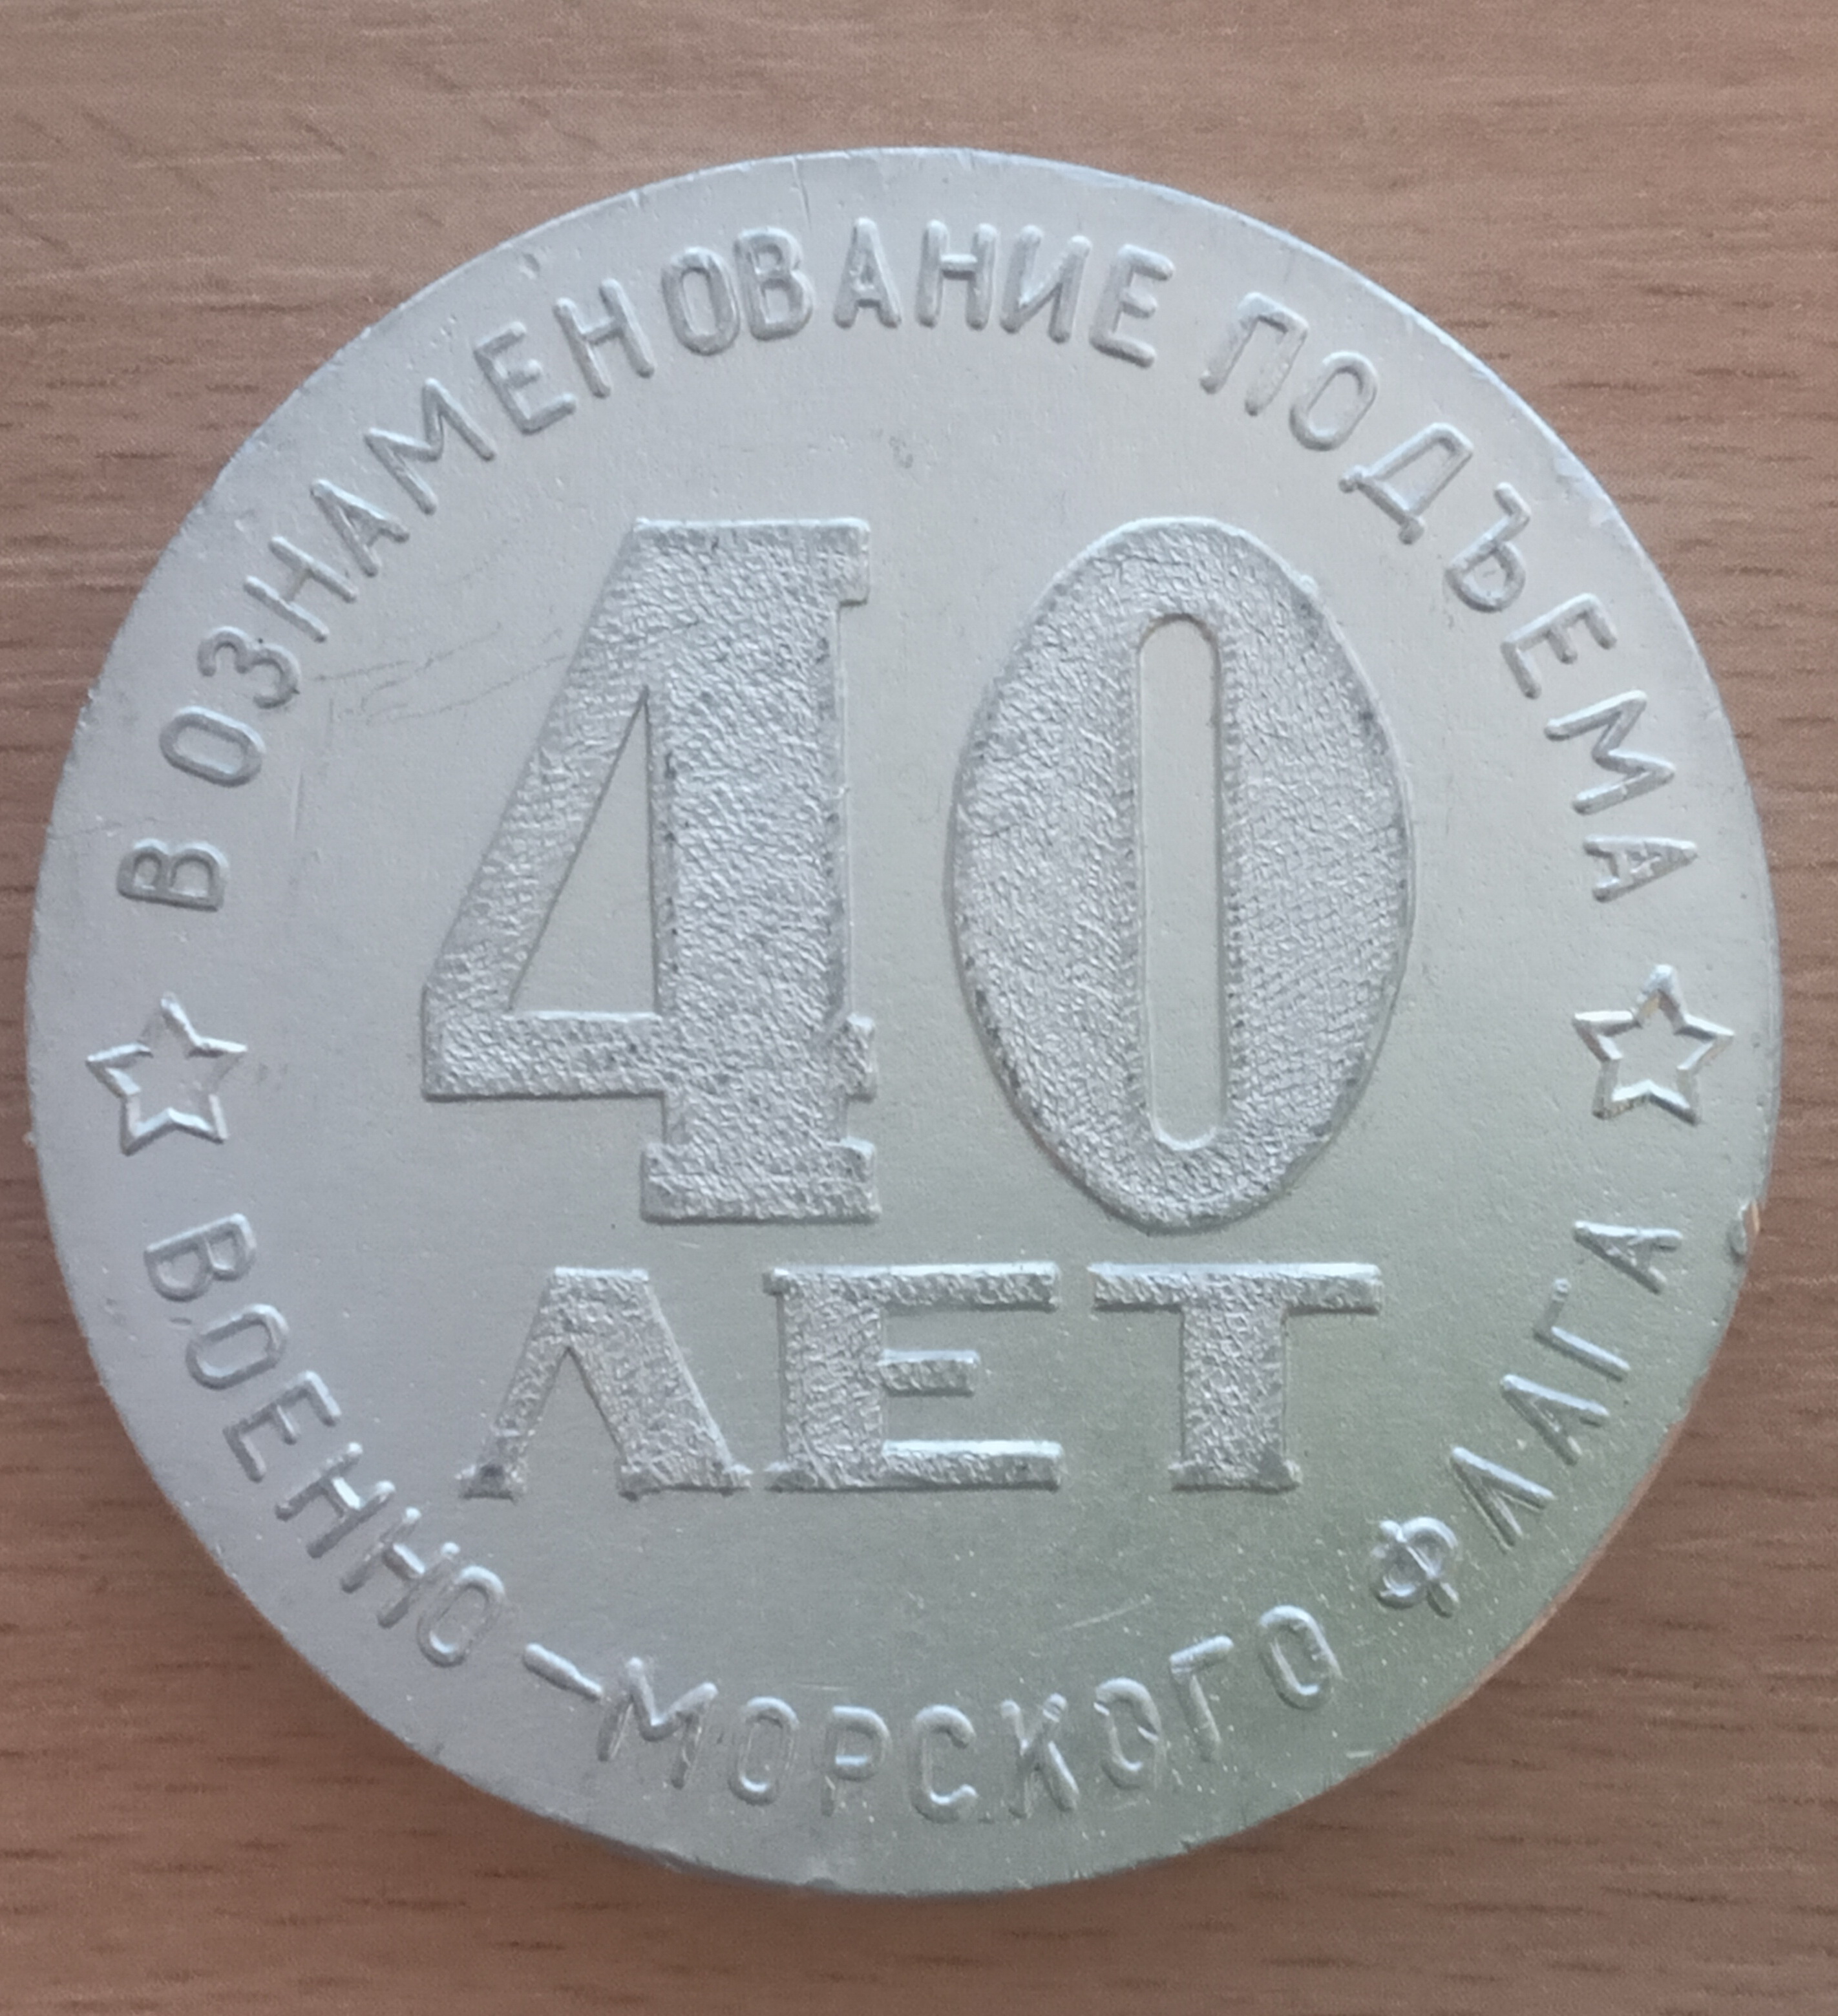 В ОЗНАМЕНОВАНИЕ ПОДЪЕМА
40
ЛЕТ
ВОЕННО-МОРСКОГО ФЛАГА